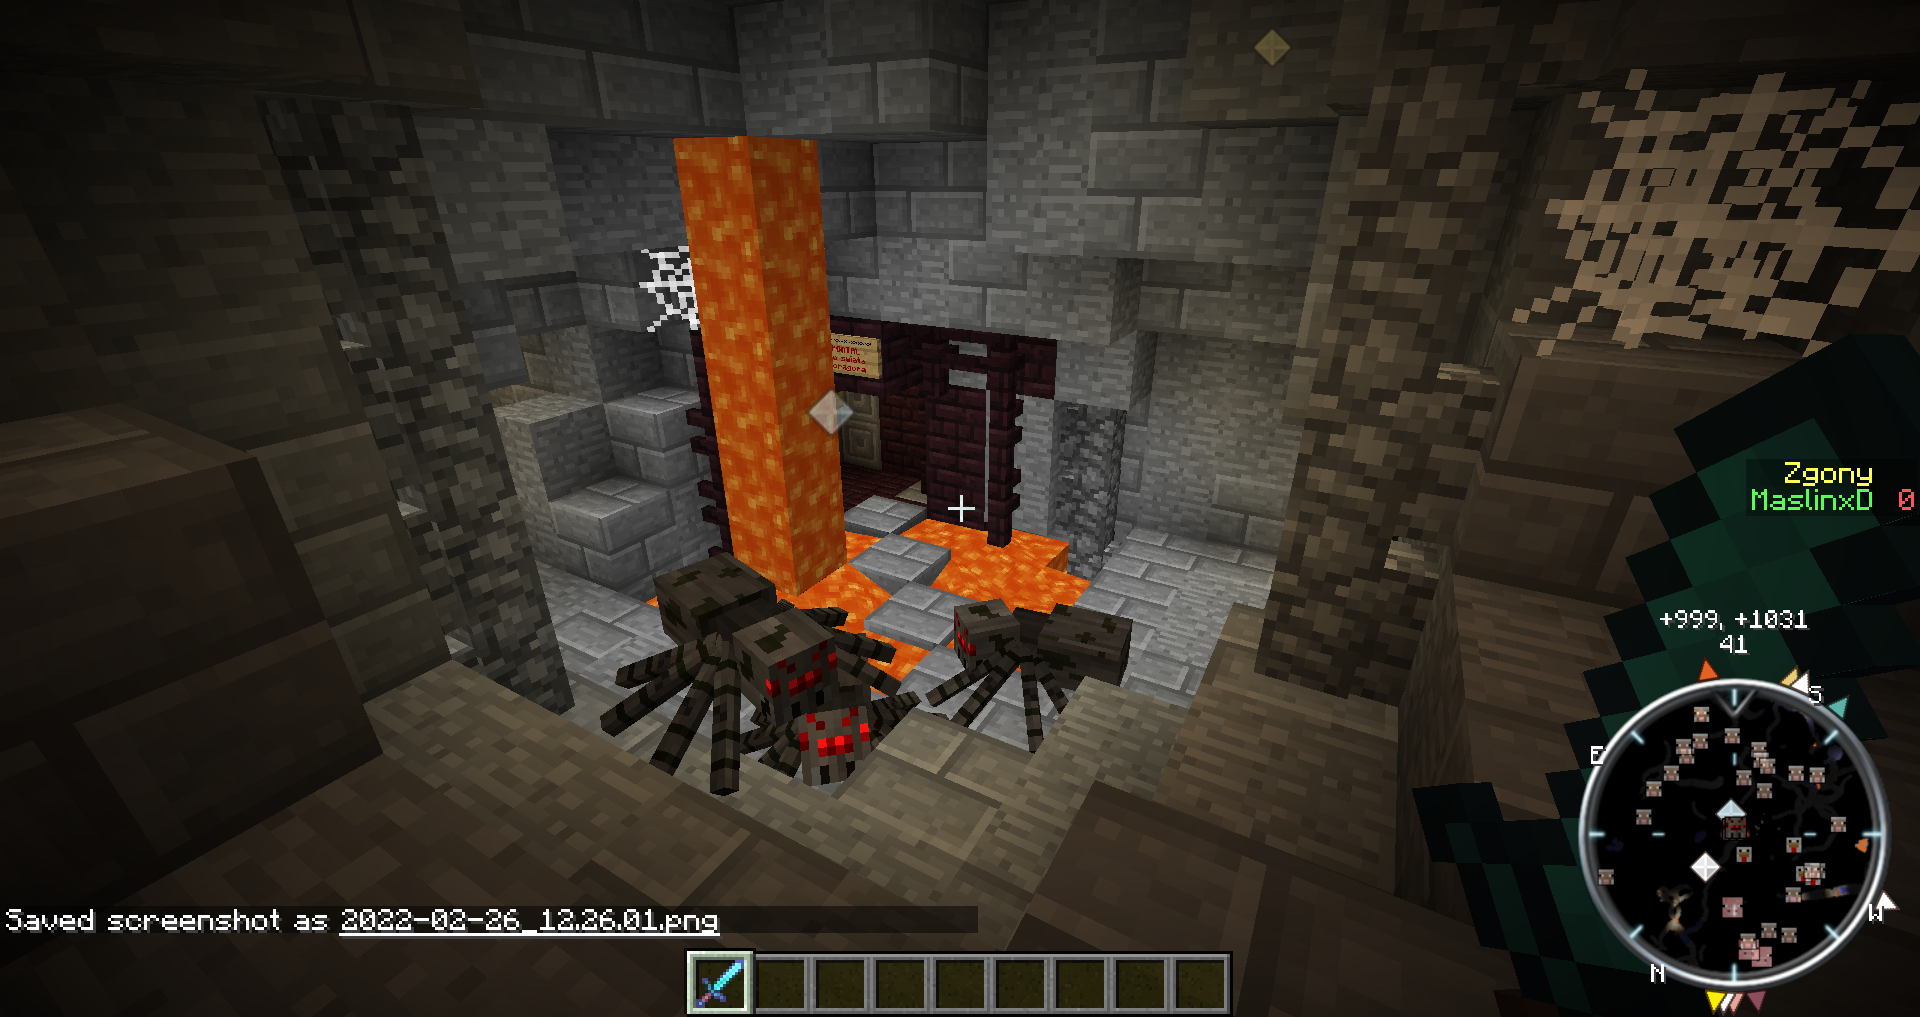 Zgony
MaslinxD 0
+999, +1031
41
S
E
W
N
Saved screenshot as 2022-02-26_12.26.01.png